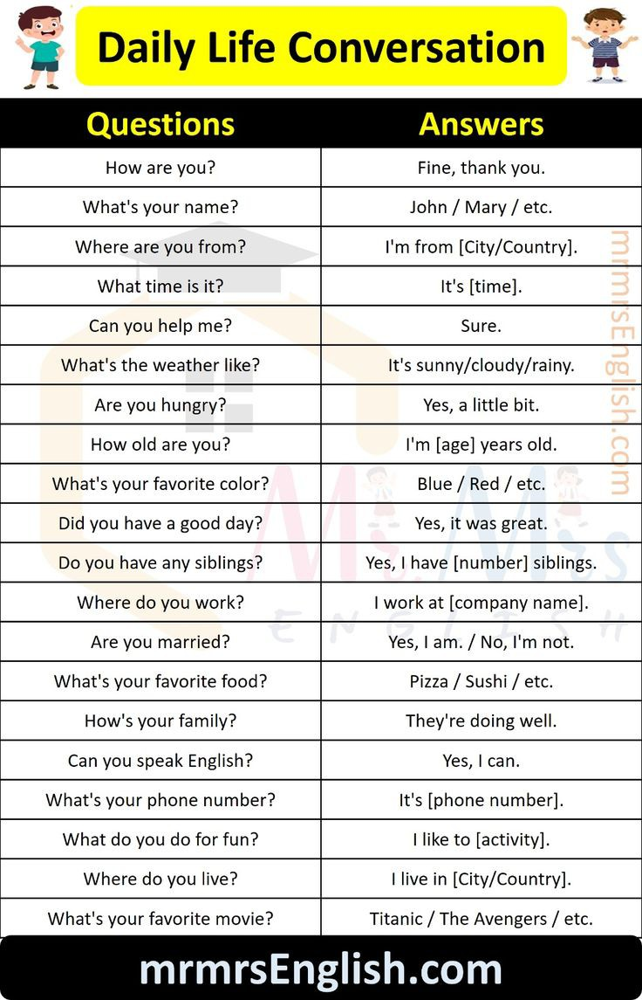 Daily Life Conversation
Questions Answers
How are you? Fine, thank you.
What's your name? John / Mary / etc.
Where are you from? I'm from [City/Country].
What time is it? It's [time].
Can you help me? Sure.
What's the weather like? It's sunny/cloudy/rainy.
Are you hungry? Yes, a little bit.
How old are you? I'm [age] years old.
What's your favorite color? Blue / Red / etc.
Did you have a good day? Yes, it was great.
Do you have any siblings? Yes, I have [number] siblings.
Where do you work? I work at [company name].
Are you married? Yes, I am. / No, I'm not.
What's your favorite food? Pizza / Sushi / etc.
How's your family? They're doing well.
Can you speak English? Yes, I can.
What's your phone number? It's [phone number].
What do you do for fun? I like to [activity].
Where do you live? I live in [City/Country].
What's your favorite movie? Titanic / The Avengers / etc.
mrmrsEnglish.com
Mr. Mrs
ENGLISH
mrmrsEnglish.com